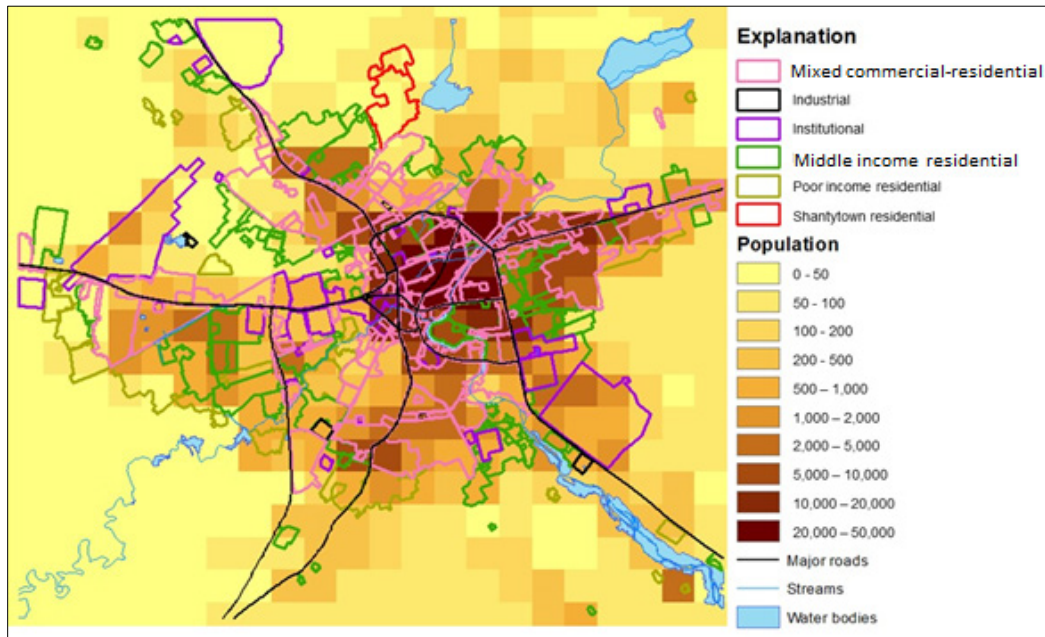 Explanation
Mixed commercial-residential
Industrial
Institutional
Middle income residential
Poor income residential
Shantytown residential
Population
0 - 50
50 - 100
100 - 200
200 - 500
500 – 1,000
1,000 – 2,000
2,000 – 5,000
5,000 – 10,000
10,000 – 20,000
20,000 – 50,000
Major roads
Streams
Water bodies